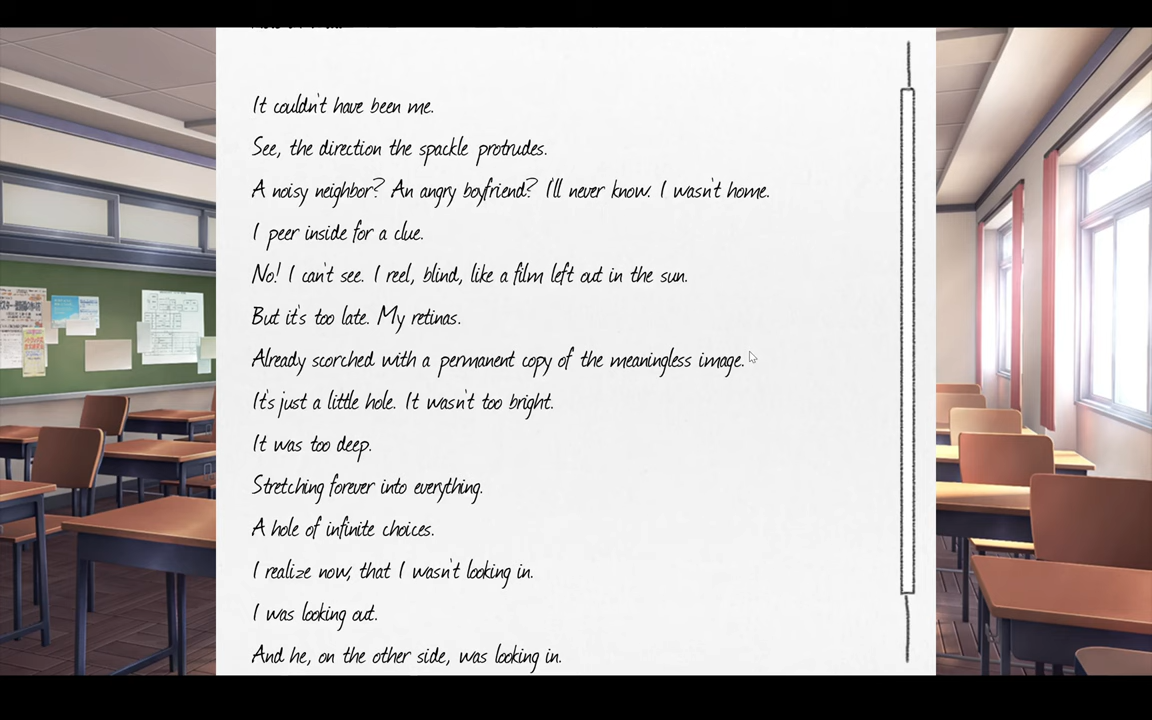 It couldn't have been me.
See, the direction the spackle protrudes.
A noisy neighbor? An angry boyfriend? I'll never know. I wasn't home.
I peer inside for a clue.
No! I can't see. I reel, blind, like a film left out in the sun.
But it's too late. My retinas.
Already scorched with a permanent copy of the meaningless image.
It's just a little hole. It wasn't too bright.
It was too deep.
Stretching forever into everything.
A hole of infinite choices.
I realize now, that I wasn't looking in.
I was looking out.
And he, on the other side, was looking in.